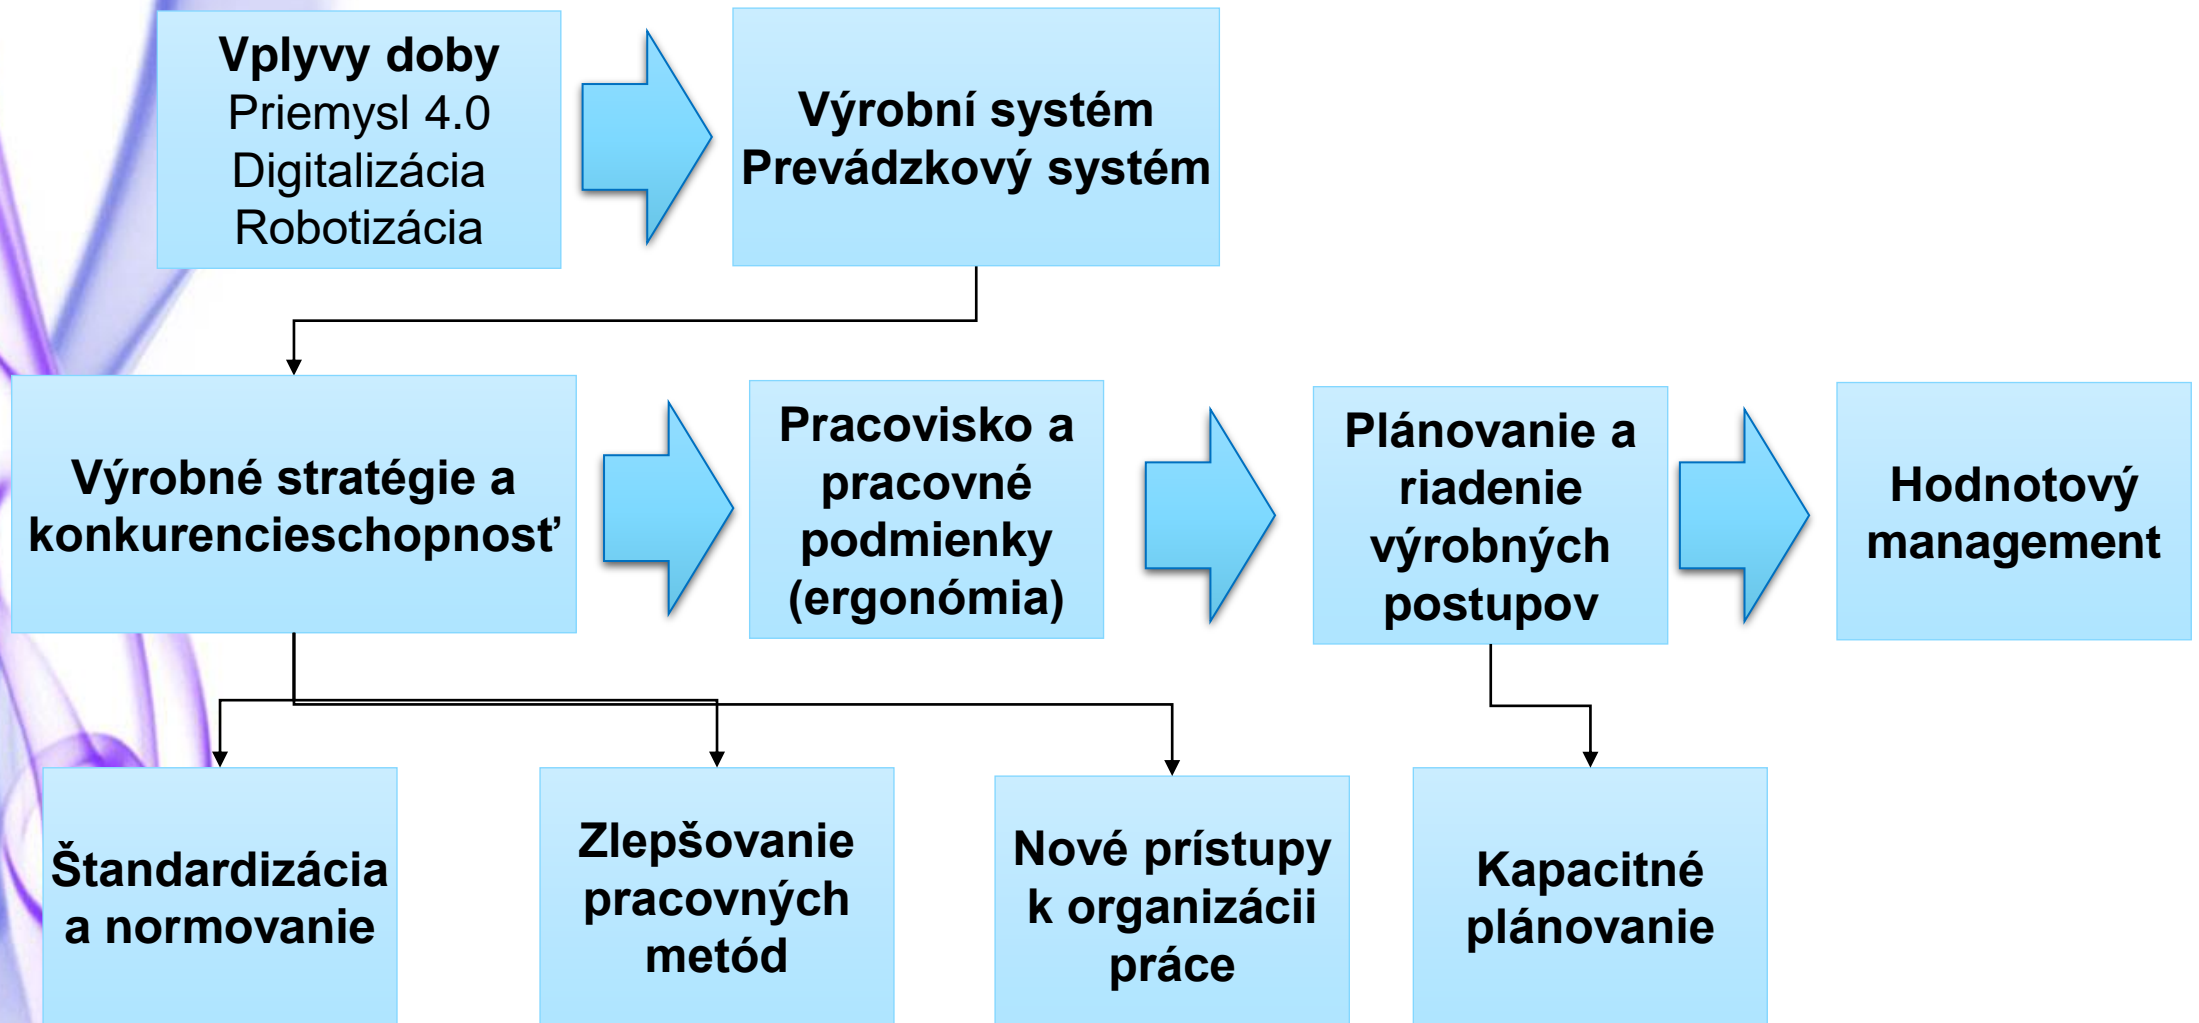 Vplyvy doby
Priemysl 4.0
Digitalizácia
Robotizácia
Výrobní systém
Prevádzkový systém
Výrobné stratégie a
konkurencieschopnosť
Pracovisko a
pracovné
podmienky
(ergonómia)
Plánovanie a
riadenie
výrobných
postupov
Hodnotový
management
Štandardizácia
a normovanie
Zlepšovanie
pracovných
metód
Nové prístupy
k organizácii
práce
Kapacitné
plánovanie